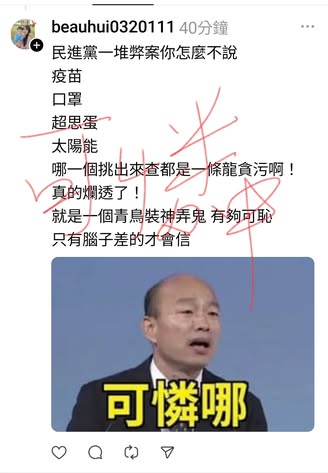 beauhui0320111 40分鐘
民進黨一堆弊案你怎麼不說
疫苗
口罩
超思蛋
太陽能
哪一個挑出來查都是一條龍貪污啊！
真的爛透了！
就是一個青鳥裝神弄鬼 有夠可恥
只有腦子差的才會信
可憐哪